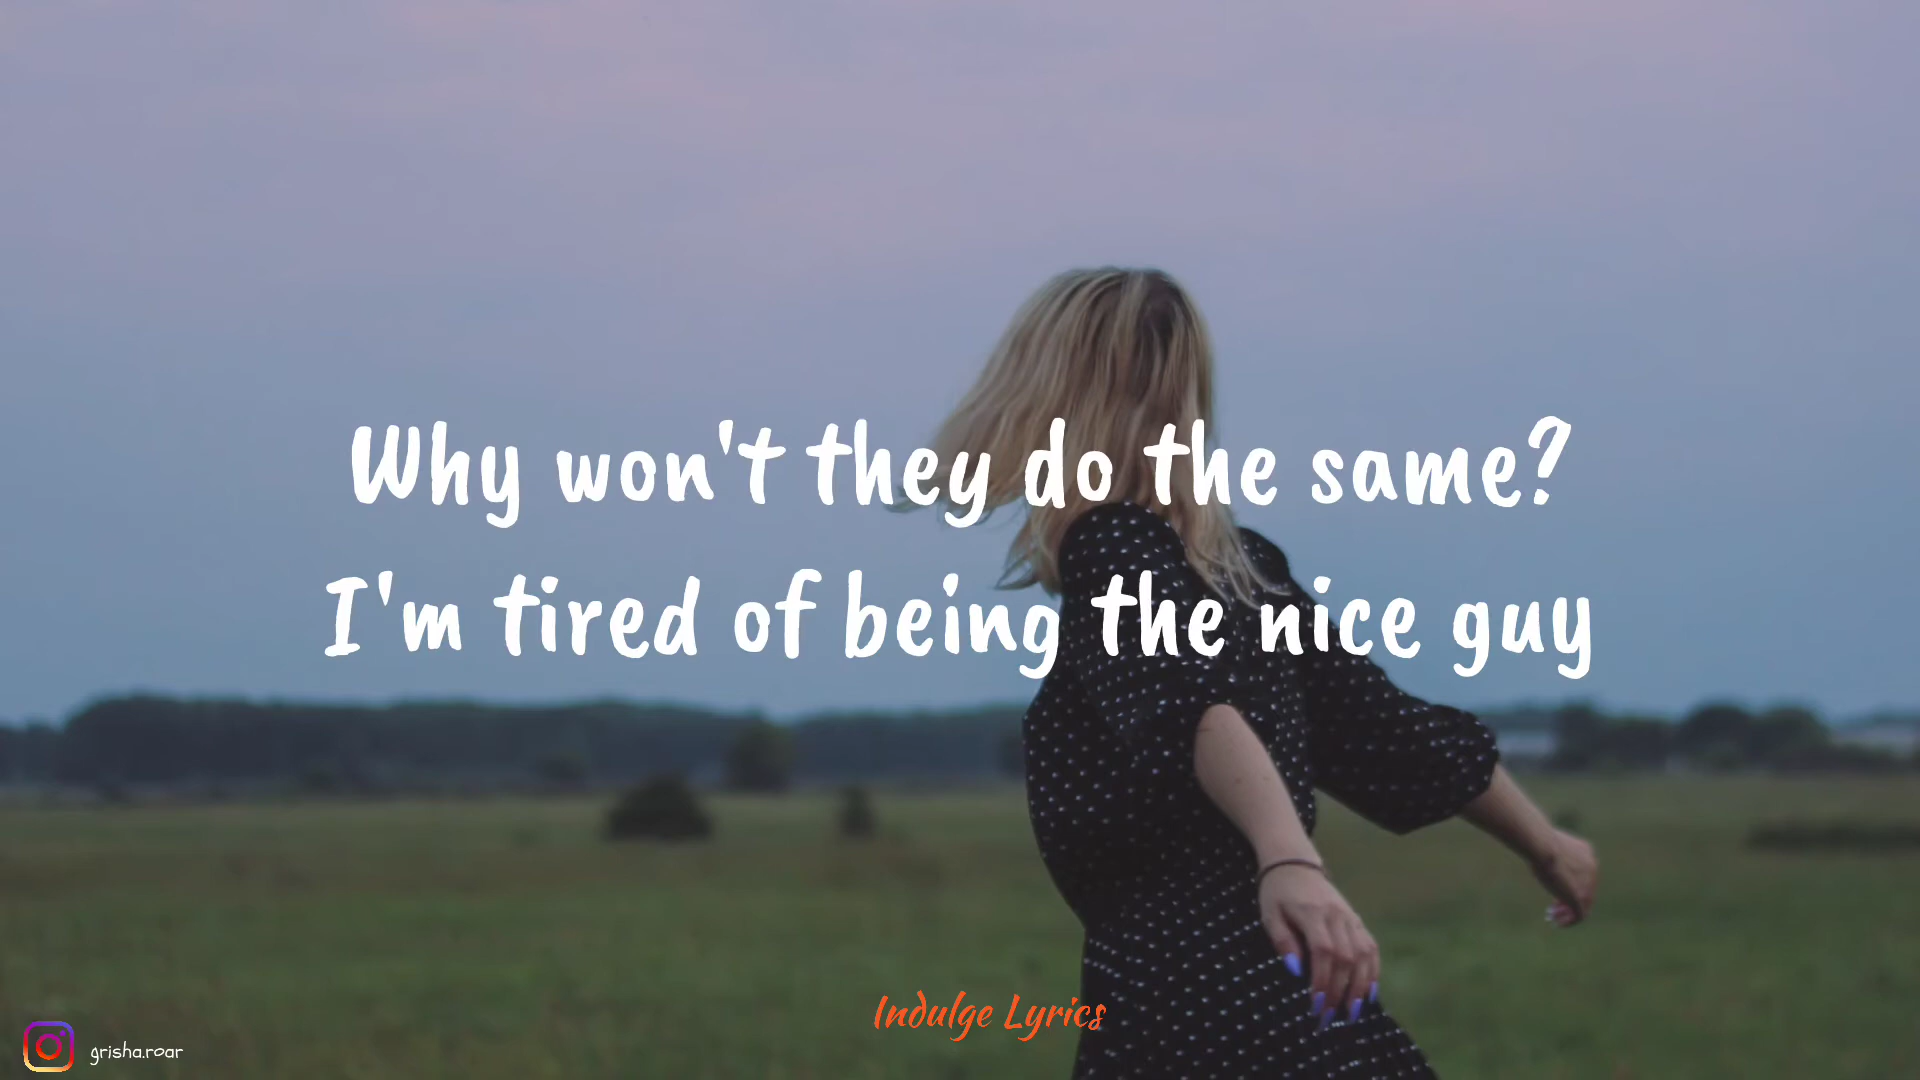 Why won't they do the same?
I'm tired of being the nice guy
Indulge Lyrics
grisha.roar